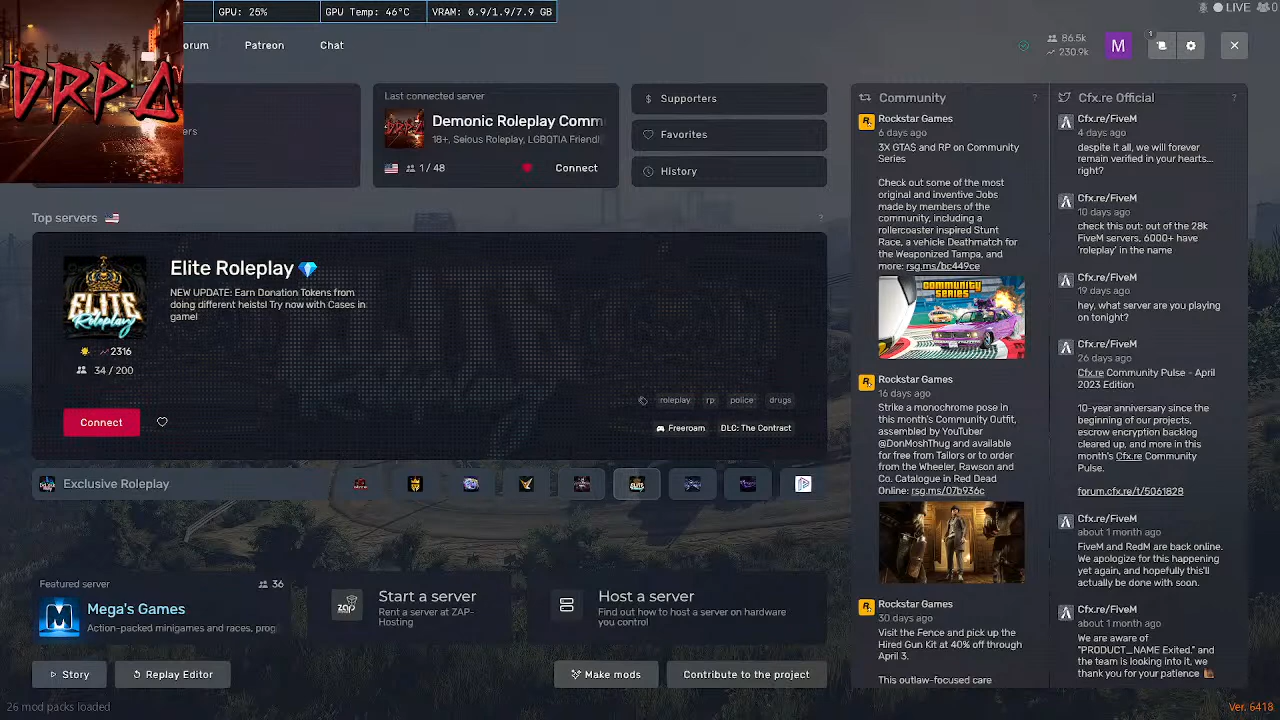 GPU: 25%
GPU Temp: 46°C
VRAM: 0.9/1.9/7.9 GB
LIVE
0
DRPC
orum
Patreon
Chat
86.5k
230.9k
M
1
ers
Last connected server
Demonic Roleplay Comm
18+, Seious Roleplay, LGBQTIA Friendl
1 / 48
Connect
$ Supporters
Favorites
History
Top servers
?
ELITE
Roleplay
Elite Roleplay
NEW UPDATE: Earn Donation Tokens from
doing different heists! Try now with Cases in
game!
2316
34 / 200
Connect
roleplay
rp
police
drugs
Freeroam
DLC: The Contract
Exclusive Roleplay
Featured server
36
Mega's Games
Action-packed minigames and races, prog
ZAP
Start a server
Rent a server at ZAP-
Hosting
Host a server
Find out how to host a server on hardware
you control
Story
Replay Editor
Make mods
Contribute to the project
26 mod packs loaded
Community
?
Rockstar Games
6 days ago
3X GTA$ and RP on Community
Series
Check out some of the most
original and inventive Jobs
made by members of the
community, including a
rollercoaster inspired Stunt
Race, a vehicle Deathmatch for
the Weaponized Tampa, and
more: rsg.ms/bc449ce
COMMUNITY
SERIES
Rockstar Games
16 days ago
Strike a monochrome pose in
this month's Community Outfit,
assembled by YouTuber
@DonMoshThug and available
for free from Tailors or to order
from the Wheeler, Rawson and
Co. Catalogue in Red Dead
Online: rsg.ms/07b936c
Rockstar Games
30 days ago
Visit the Fence and pick up the
Hired Gun Kit at 40% off through
April 3.
This outlaw-focused care
Cfx.re Official
?
Cfx.re/FiveM
4 days ago
despite it all, we will forever
remain verified in your hearts...
right?
Cfx.re/FiveM
10 days ago
check this out: out of the 28k
FiveM servers, 6000+ have
'roleplay' in the name
Cfx.re/FiveM
19 days ago
hey, what server are you playing
on tonight?
Cfx.re/FiveM
26 days ago
Cfx.re Community Pulse - April
2023 Edition
10-year anniversary since the
beginning of our projects,
escrow encryption backlog
cleared up, and more in this
month's Cfx.re Community
Pulse.
forum.cfx.re/t/5061828
Cfx.re/FiveM
about 1 month ago
FiveM and RedM are back online.
We apologize for this happening
yet again, and hopefully this'll
actually be done with soon.
Cfx.re/FiveM
about 1 month ago
We are aware of
"PRODUCT_NAME Exited." and
the team is looking into it, we
thank you for your patience
Ver. 6418